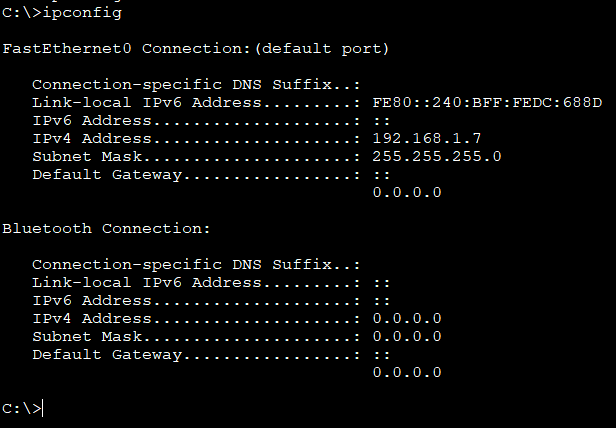 C:\>ipconfig
FastEthernet0 Connection:(default port)
Connection-specific DNS Suffix..:
Link-local IPv6 Address.........: FE80::240:BFF:FEDC:688D
IPv6 Address....................: ::
IPv4 Address....................: 192.168.1.7
Subnet Mask.....................: 255.255.255.0
Default Gateway.................: ::
0.0.0.0
Bluetooth Connection:
Connection-specific DNS Suffix..:
Link-local IPv6 Address.........: ::
IPv6 Address....................: ::
IPv4 Address....................: 0.0.0.0
Subnet Mask.....................: 0.0.0.0
Default Gateway.................: ::
0.0.0.0
C:\>